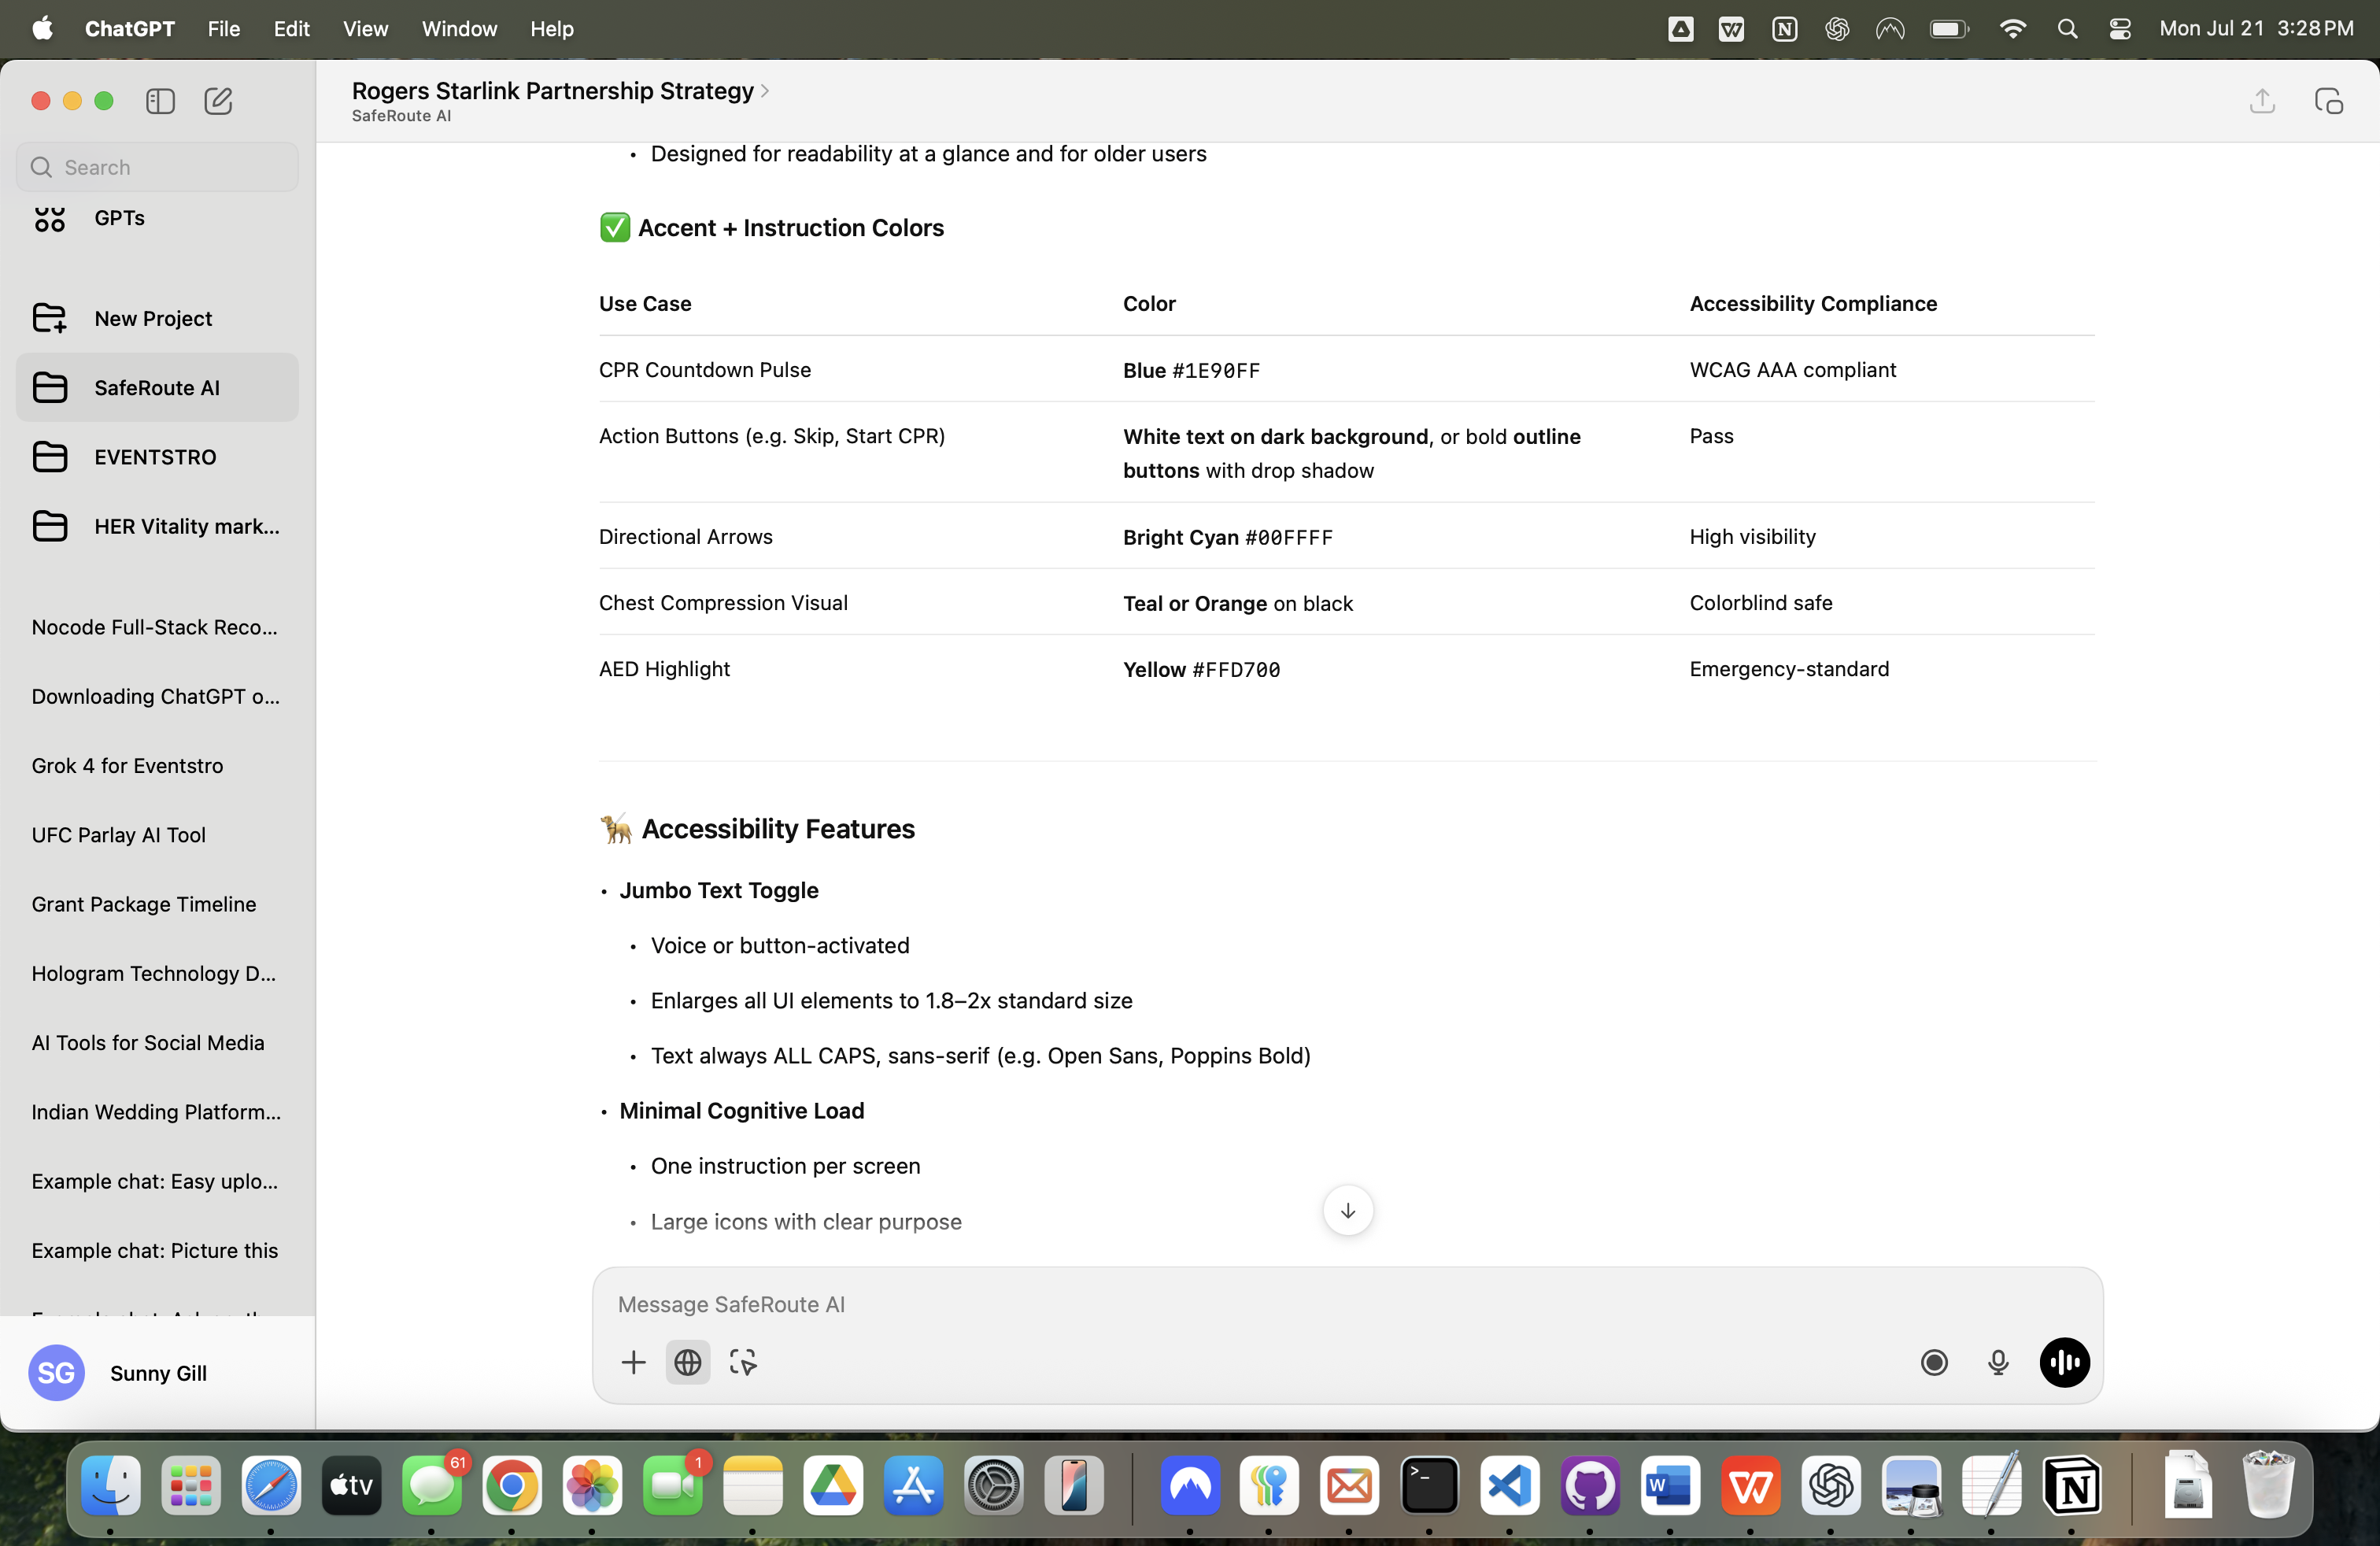 ChatGPT File Edit View Window Help
Mon Jul 21 3:28 PM
Search
GPTs
New Project
SafeRoute AI
EVENTSTRO
HER Vitality mark...
Nocode Full-Stack Reco...
Downloading ChatGPT o...
Grok 4 for Eventstro
UFC Parlay AI Tool
Grant Package Timeline
Hologram Technology D...
AI Tools for Social Media
Indian Wedding Platform...
Example chat: Easy uplo...
Example chat: Picture this
SG Sunny Gill
Rogers Starlink Partnership Strategy
SafeRoute AI
• Designed for readability at a glance and for older users
✅ Accent + Instruction Colors
Use Case Color Accessibility Compliance
CPR Countdown Pulse Blue #1E90FF WCAG AAA compliant
Action Buttons (e.g. Skip, Start CPR) White text on dark background, or bold outline Pass
buttons with drop shadow
Directional Arrows Bright Cyan #00FFFF High visibility
Chest Compression Visual Teal or Orange on black Colorblind safe
AED Highlight Yellow #FFD700 Emergency-standard
🦮 Accessibility Features
• Jumbo Text Toggle
• Voice or button-activated
• Enlarges all UI elements to 1.8–2x standard size
• Text always ALL CAPS, sans-serif (e.g. Open Sans, Poppins Bold)
• Minimal Cognitive Load
• One instruction per screen
• Large icons with clear purpose
Message SafeRoute AI
tv
61
1
W
N